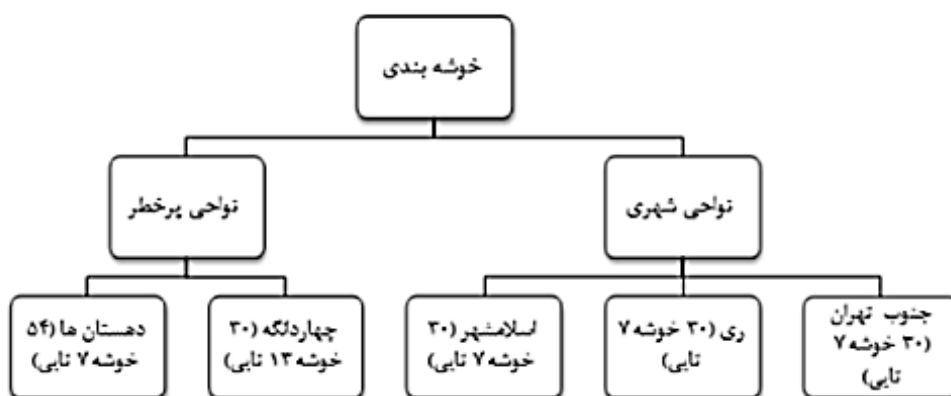 خوشه بندی
نواحی شهری
نواحی پرخطر
جنوب تهران
(۳۰ خوشه ۷
تایی)
ری (۳۰ خوشه ۷
تایی)
اسلامشهر (۳۰
خوشه ۷ تایی)
چهاردانگه (۳۰
خوشه ۱۳ تایی)
دهستان ها (۵۴
خوشه ۷ تایی)